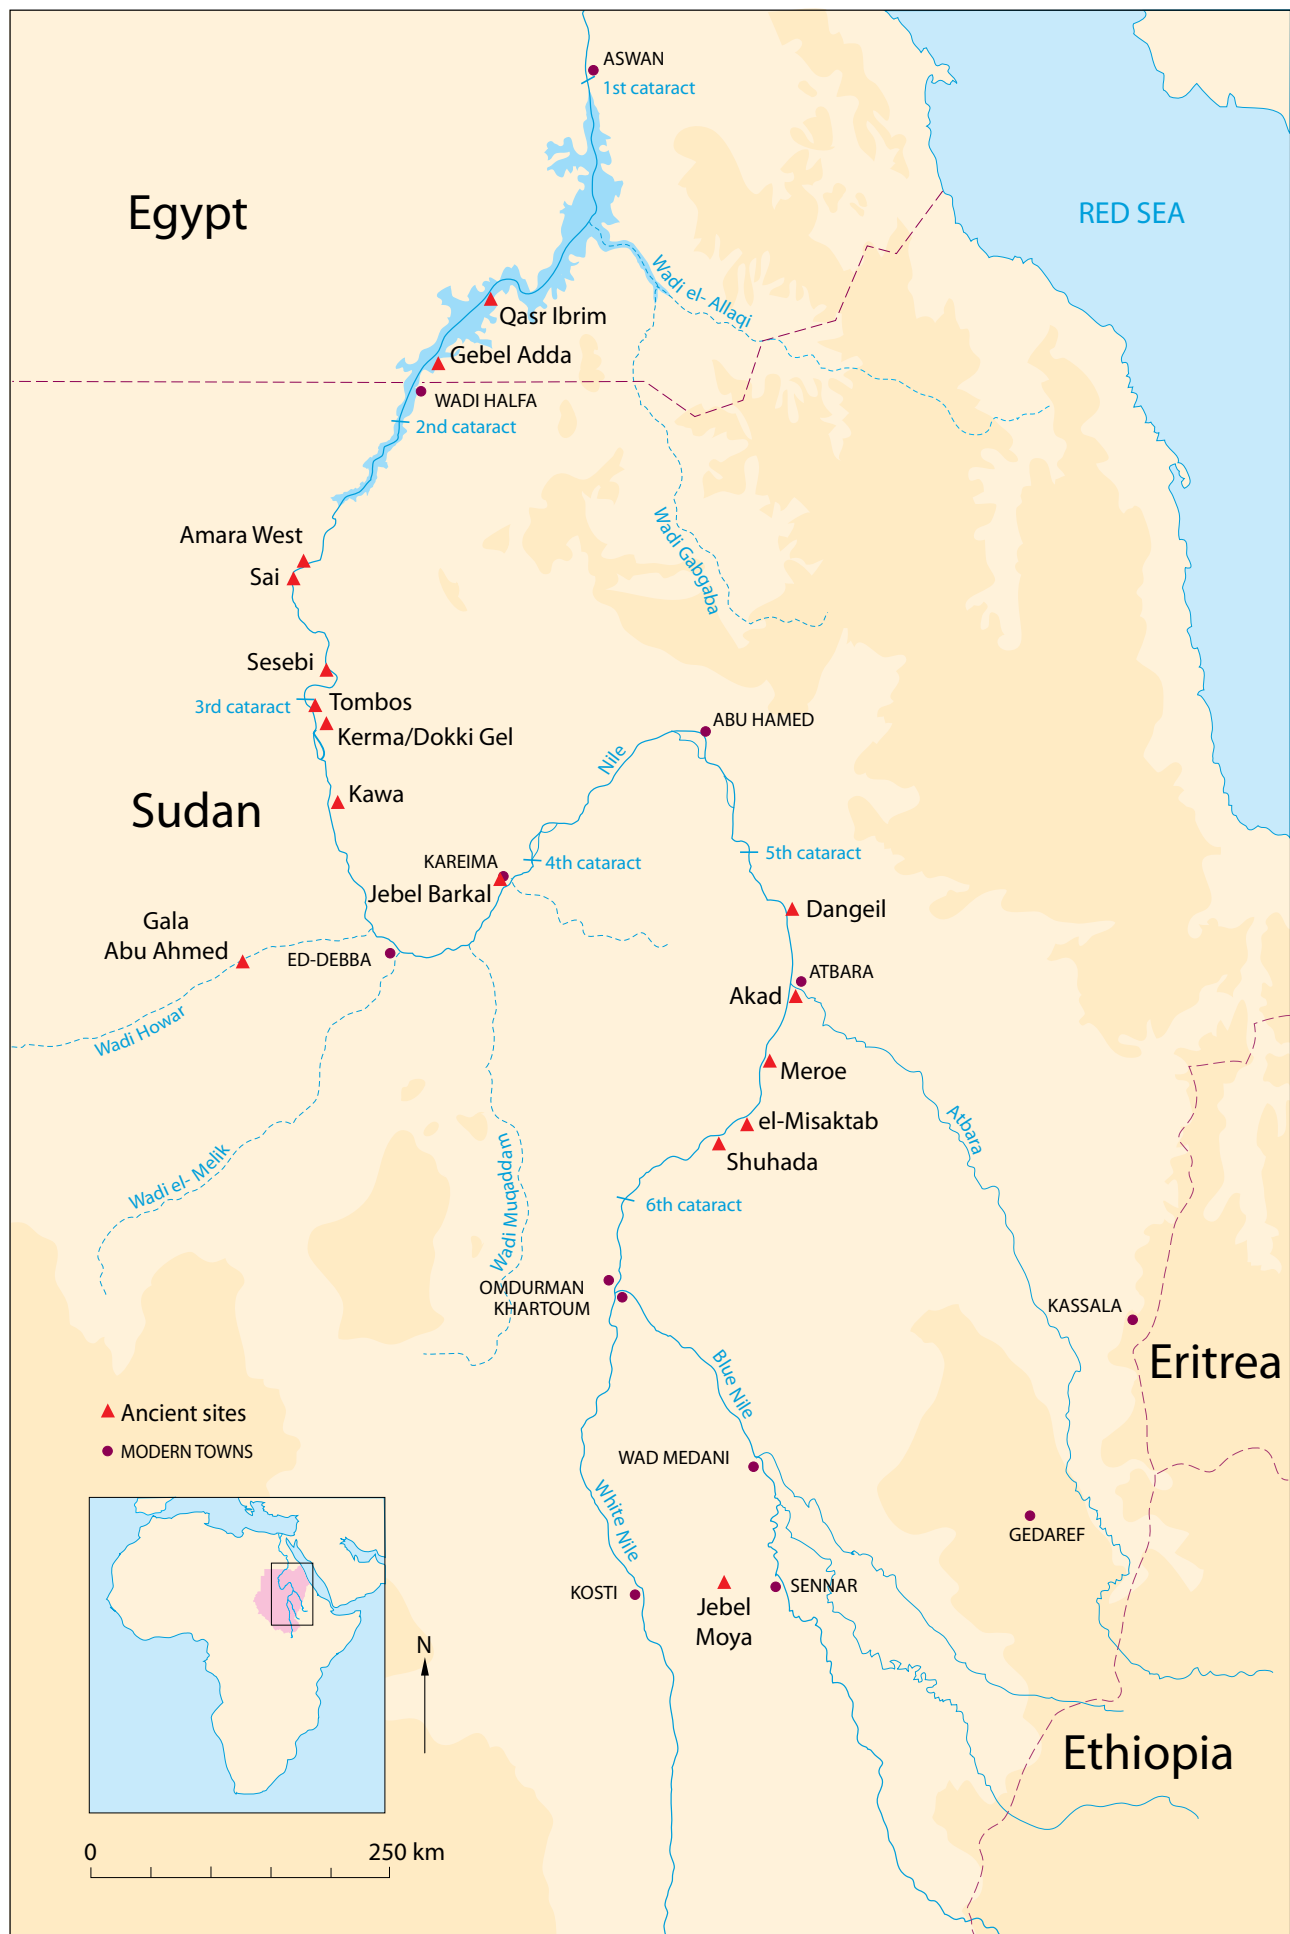 ASWAN
1st cataract
Egypt
RED SEA
Wadi el- Allaqi
Qasr Ibrim
Gebel Adda
WADI HALFA
2nd cataract
Amara West
Sai
Wadi Gabgaba
Sesebi
3rd cataract
Tombos
Kerma/Dokki Gel
ABU HAMED
Nile
Kawa
Sudan
KAREIMA
4th cataract
5th cataract
Jebel Barkal
Dangeil
Gala
Abu Ahmed
ED-DEBBA
ATBARA
Akad
Wadi Howar
Meroe
el-Misaktab
Atbara
Shuhada
Wadi el- Melik
Wadi Muqaddam
6th cataract
OMDURMAN
KHARTOUM
KASSALA
Eritrea
Blue Nile
Ancient sites
MODERN TOWNS
WAD MEDANI
White Nile
GEDAREF
KOSTI
SENNAR
Jebel
Moya
N
Ethiopia
0
250 km